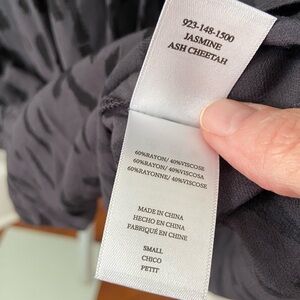 923-148-1500
JASMINE
ASH CHEETAH
60%RAYON/ 40%VISCOSE
60%RAYON/ 40%VISCOSA
60%RAYONNE/ 40%VISCOSE
MADE IN CHINA
HECHO EN CHINA
FABRIQUÉ EN CHINE
SMALL
CHICO
PETIT